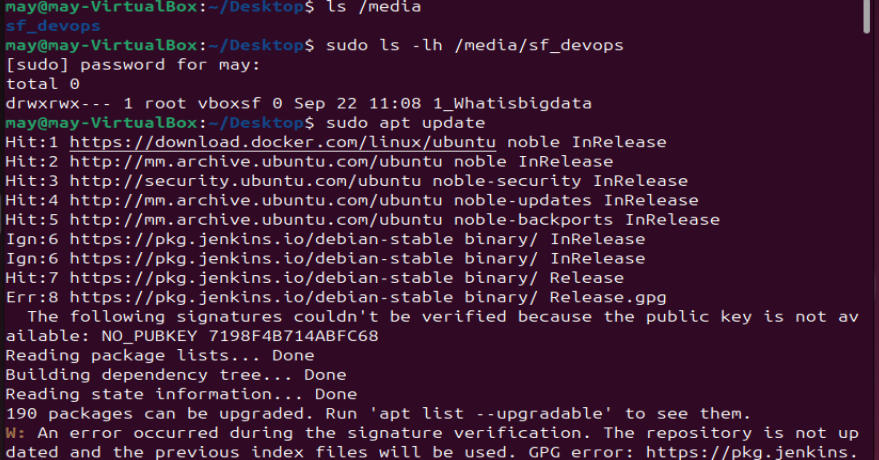 may@may-VirtualBox:~/Desktop$ ls /media
sf_devops
may@may-VirtualBox:~/Desktop$ sudo ls -lh /media/sf_devops
[sudo] password for may:
total 0
drwxrwx--- 1 root vboxsf 0 Sep 22 11:08 1_Whatisbigdata
may@may-VirtualBox:~/Desktop$ sudo apt update
Hit:1 https://download.docker.com/linux/ubuntu noble InRelease
Hit:2 http://mm.archive.ubuntu.com/ubuntu noble InRelease
Hit:3 http://security.ubuntu.com/ubuntu noble-security InRelease
Hit:4 http://mm.archive.ubuntu.com/ubuntu noble-updates InRelease
Hit:5 http://mm.archive.ubuntu.com/ubuntu noble-backports InRelease
Ign:6 https://pkg.jenkins.io/debian-stable binary/ InRelease
Ign:6 https://pkg.jenkins.io/debian-stable binary/ InRelease
Hit:7 https://pkg.jenkins.io/debian-stable binary/ Release
Err:8 https://pkg.jenkins.io/debian-stable binary/ Release.gpg
  The following signatures couldn't be verified because the public key is not av
ailable: NO_PUBKEY 7198F4B714ABFC68
Reading package lists... Done
Building dependency tree... Done
Reading state information... Done
190 packages can be upgraded. Run 'apt list --upgradable' to see them.
W: An error occurred during the signature verification. The repository is not up
dated and the previous index files will be used. GPG error: https://pkg.jenkins.